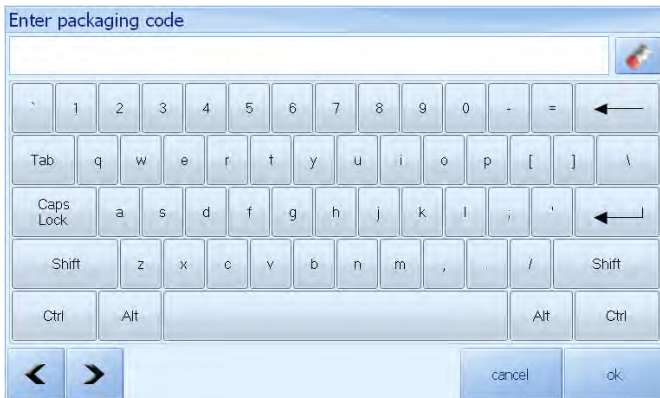 Enter packaging code
` 1 2 3 4 5 6 7 8 9 0 - =
Tab q w e r t y u i o p [ ] \
Caps Lock a s d f g h j k l ; '
Shift z x c v b n m , . / Shift
Ctrl Alt Alt Ctrl
cancel ok